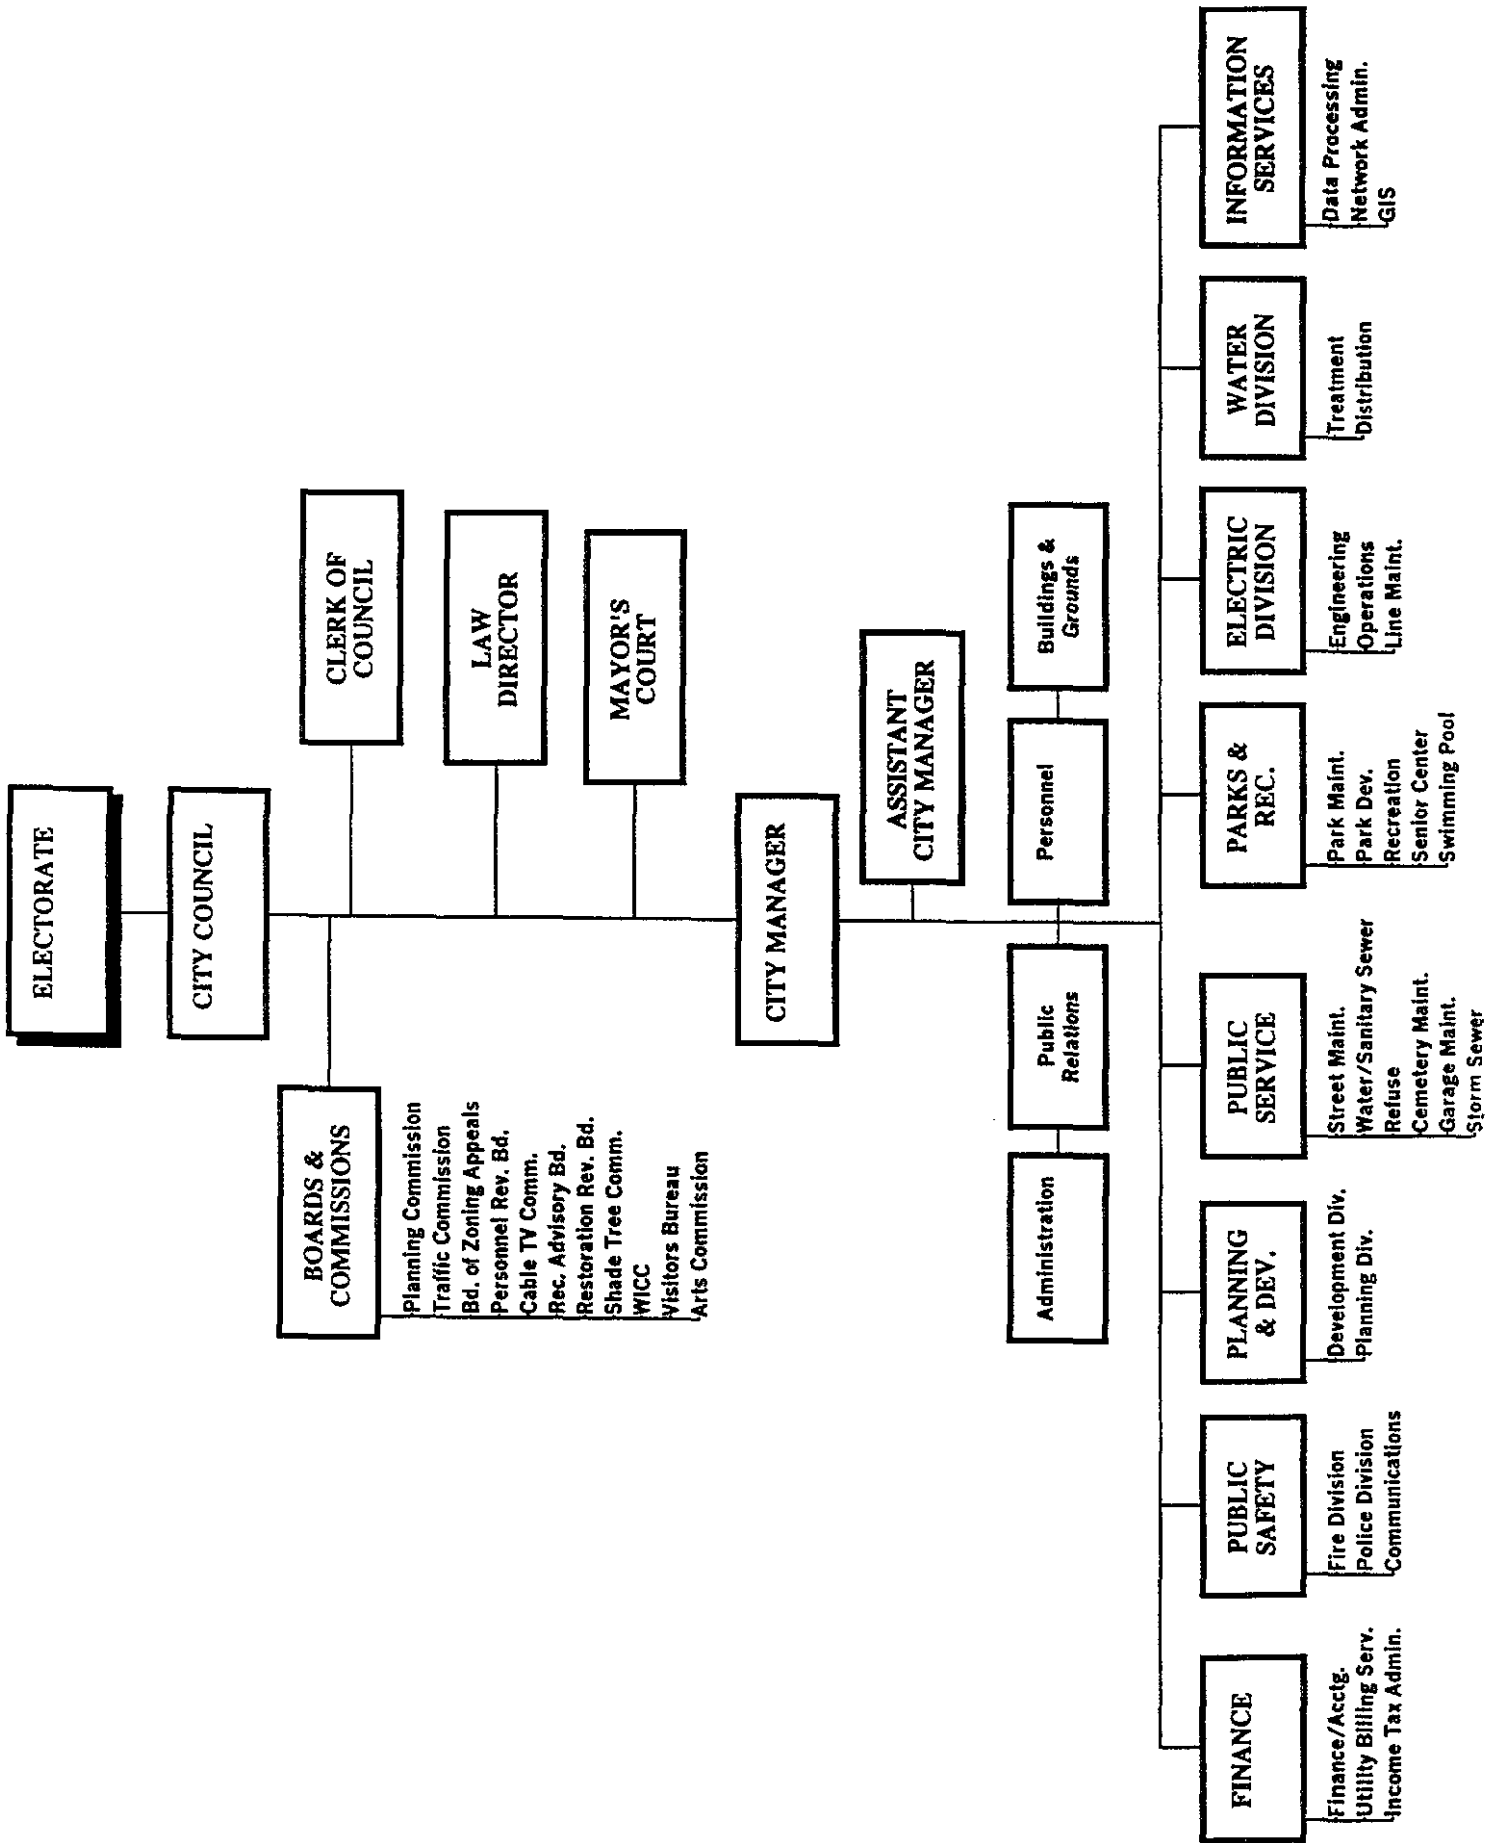 ELECTORATE
CITY COUNCIL
CLERK OF
COUNCIL
BOARDS &
COMMISSIONS
Planning Commission
Traffic Commission
Bd. of Zoning Appeals
Personnel Rev. Bd.
Cable TV Comm.
Rec. Advisory Bd.
Restoration Rev. Bd.
Shade Tree Comm.
WICC
Visitors Bureau
Arts Commission
LAW
DIRECTOR
MAYOR'S
COURT
CITY MANAGER
ASSISTANT
CITY MANAGER
Administration
Public
Relations
Personnel
Buildings &
Grounds
FINANCE
Finance/Acctg.
Utility Billing Serv.
Income Tax Admin.
PUBLIC
SAFETY
Fire Division
Police Division
Communications
PLANNING
& DEV.
Development Div.
Planning Div.
PUBLIC
SERVICE
Street Maint.
Water/Sanitary Sewer
Refuse
Cemetery Maint.
Garage Maint.
Storm Sewer
PARKS &
REC.
Park Maint.
Park Dev.
Recreation
Senior Center
Swimming Pool
ELECTRIC
DIVISION
Engineering
Operations
Line Maint.
WATER
DIVISION
Treatment
Distribution
INFORMATION
SERVICES
Data Processing
Network Admin.
GIS